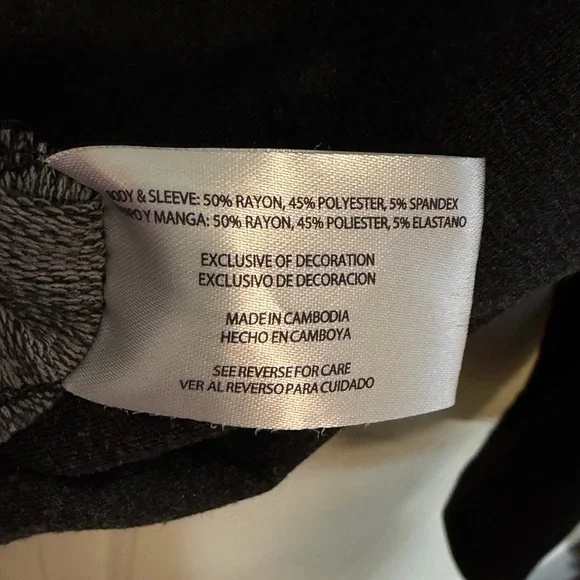 BODY & SLEEVE: 50% RAYON, 45% POLYESTER, 5% SPANDEX
Y MANGA: 50% RAYON, 45% POLIESTER, 5% ELASTANO
EXCLUSIVE OF DECORATION
EXCLUSIVO DE DECORACION
MADE IN CAMBODIA
HECHO EN CAMBOYA
SEE REVERSE FOR CARE
VER AL REVERSO PARA CUIDADO